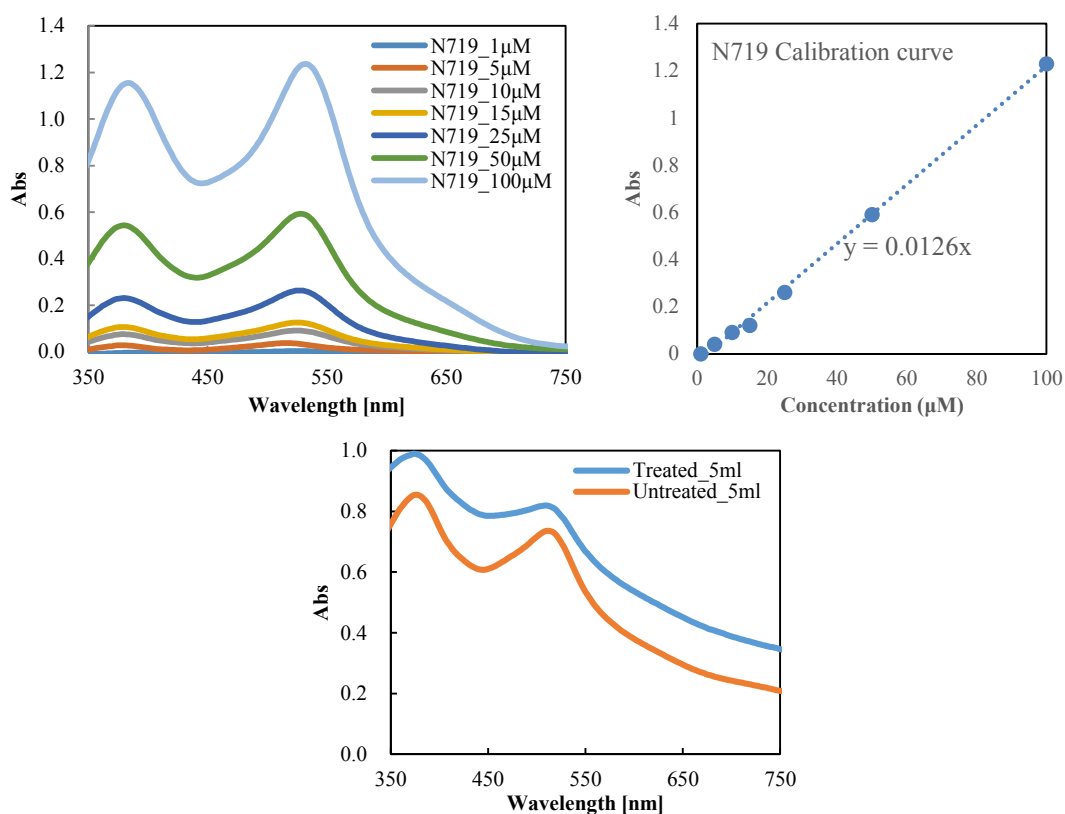 1.4
1.2
1.0
0.8
0.6
0.4
0.2
0.0
Abs
350
450
550
650
750
Wavelength [nm]
N719_1μM
N719_5μM
N719_10μM
N719_15μM
N719_25μM
N719_50μM
N719_100μM
N719 Calibration curve
1.4
1.2
1
0.8
0.6
0.4
0.2
0
Abs
y = 0.0126x
0
20
40
60
80
100
Concentration (μM)
1.0
0.8
0.6
0.4
0.2
0.0
Abs
Treated_5ml
Untreated_5ml
350
450
550
650
750
Wavelength [nm]